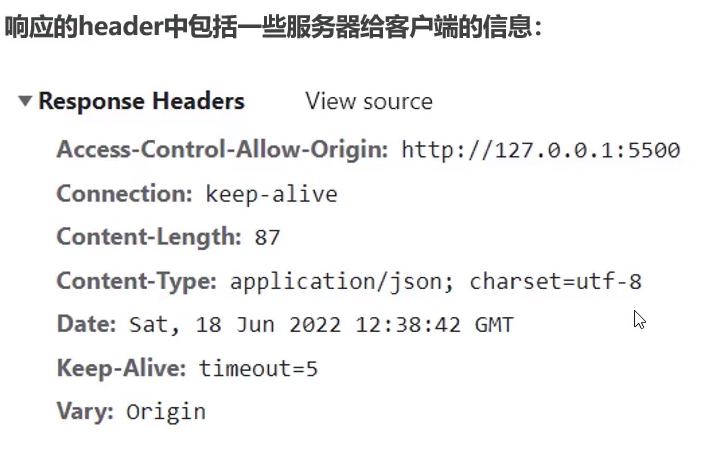 响应的header中包括一些服务器给客户端的信息：
Response Headers View source
Access-Control-Allow-Origin: http://127.0.0.1:5500
Connection: keep-alive
Content-Length: 87
Content-Type: application/json; charset=utf-8
Date: Sat, 18 Jun 2022 12:38:42 GMT
Keep-Alive: timeout=5
Vary: Origin